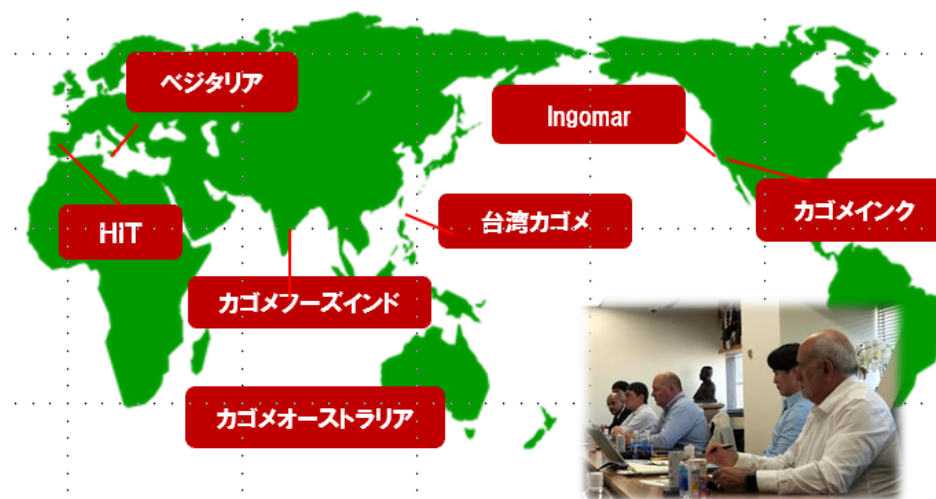 ベジタリア
Ingomar
カゴメインク
HIT
台湾カゴメ
カゴメフーズインド
カゴメオーストラリア